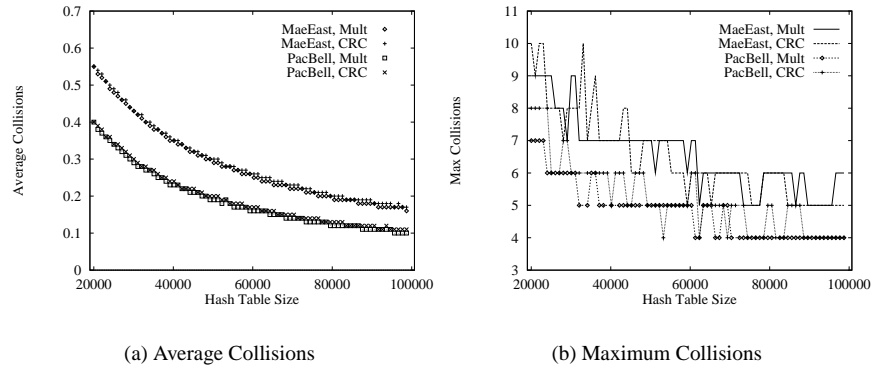 0.7
0.6
0.5
0.4
0.3
0.2
0.1
0
Average Collisions
MaeEast, Mult
MaeEast, CRC
PacBell, Mult
PacBell, CRC
20000 40000 60000 80000 100000
Hash Table Size
(a) Average Collisions
11
10
9
8
7
6
5
4
3
Max Collisions
MaeEast, Mult
MaeEast, CRC
PacBell, Mult
PacBell, CRC
20000 40000 60000 80000 100000
Hash Table Size
(b) Maximum Collisions